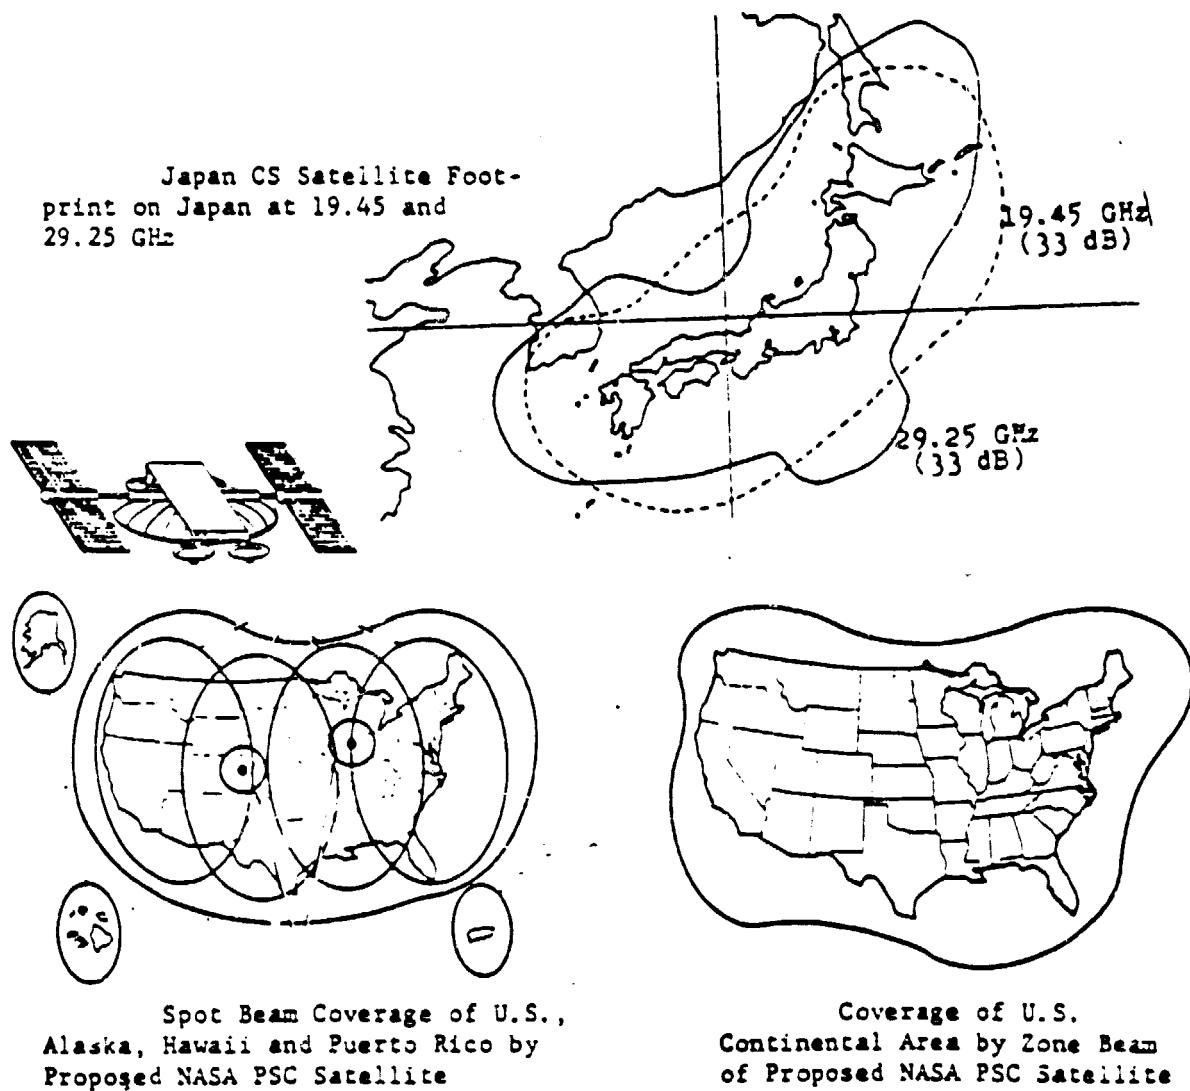 Japan CS Satellite Foot-
print on Japan at 19.45 and
29.25 GHz
19.45 GHz
(33 dB)
29.25 GHz
(33 dB)
Spot Beam Coverage of U.S.,
Alaska, Hawaii and Puerto Rico by
Proposed NASA PSC Satellite
Coverage of U.S.
Continental Area by Zone Beam
of Proposed NASA PSC Satellite